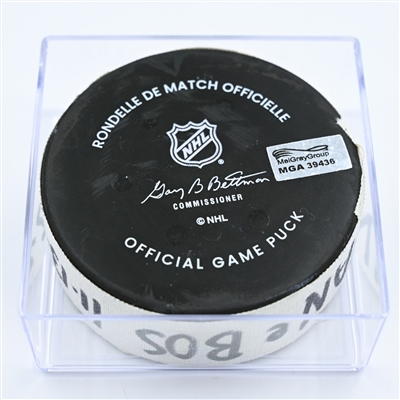 RONDELLE DE MATCH OFFICIELLE
NHL
MeiGrayGroup
MGA 39436
Gary B Bettman
COMMISSIONER
© NHL
OFFICIAL GAME PUCK
BOS